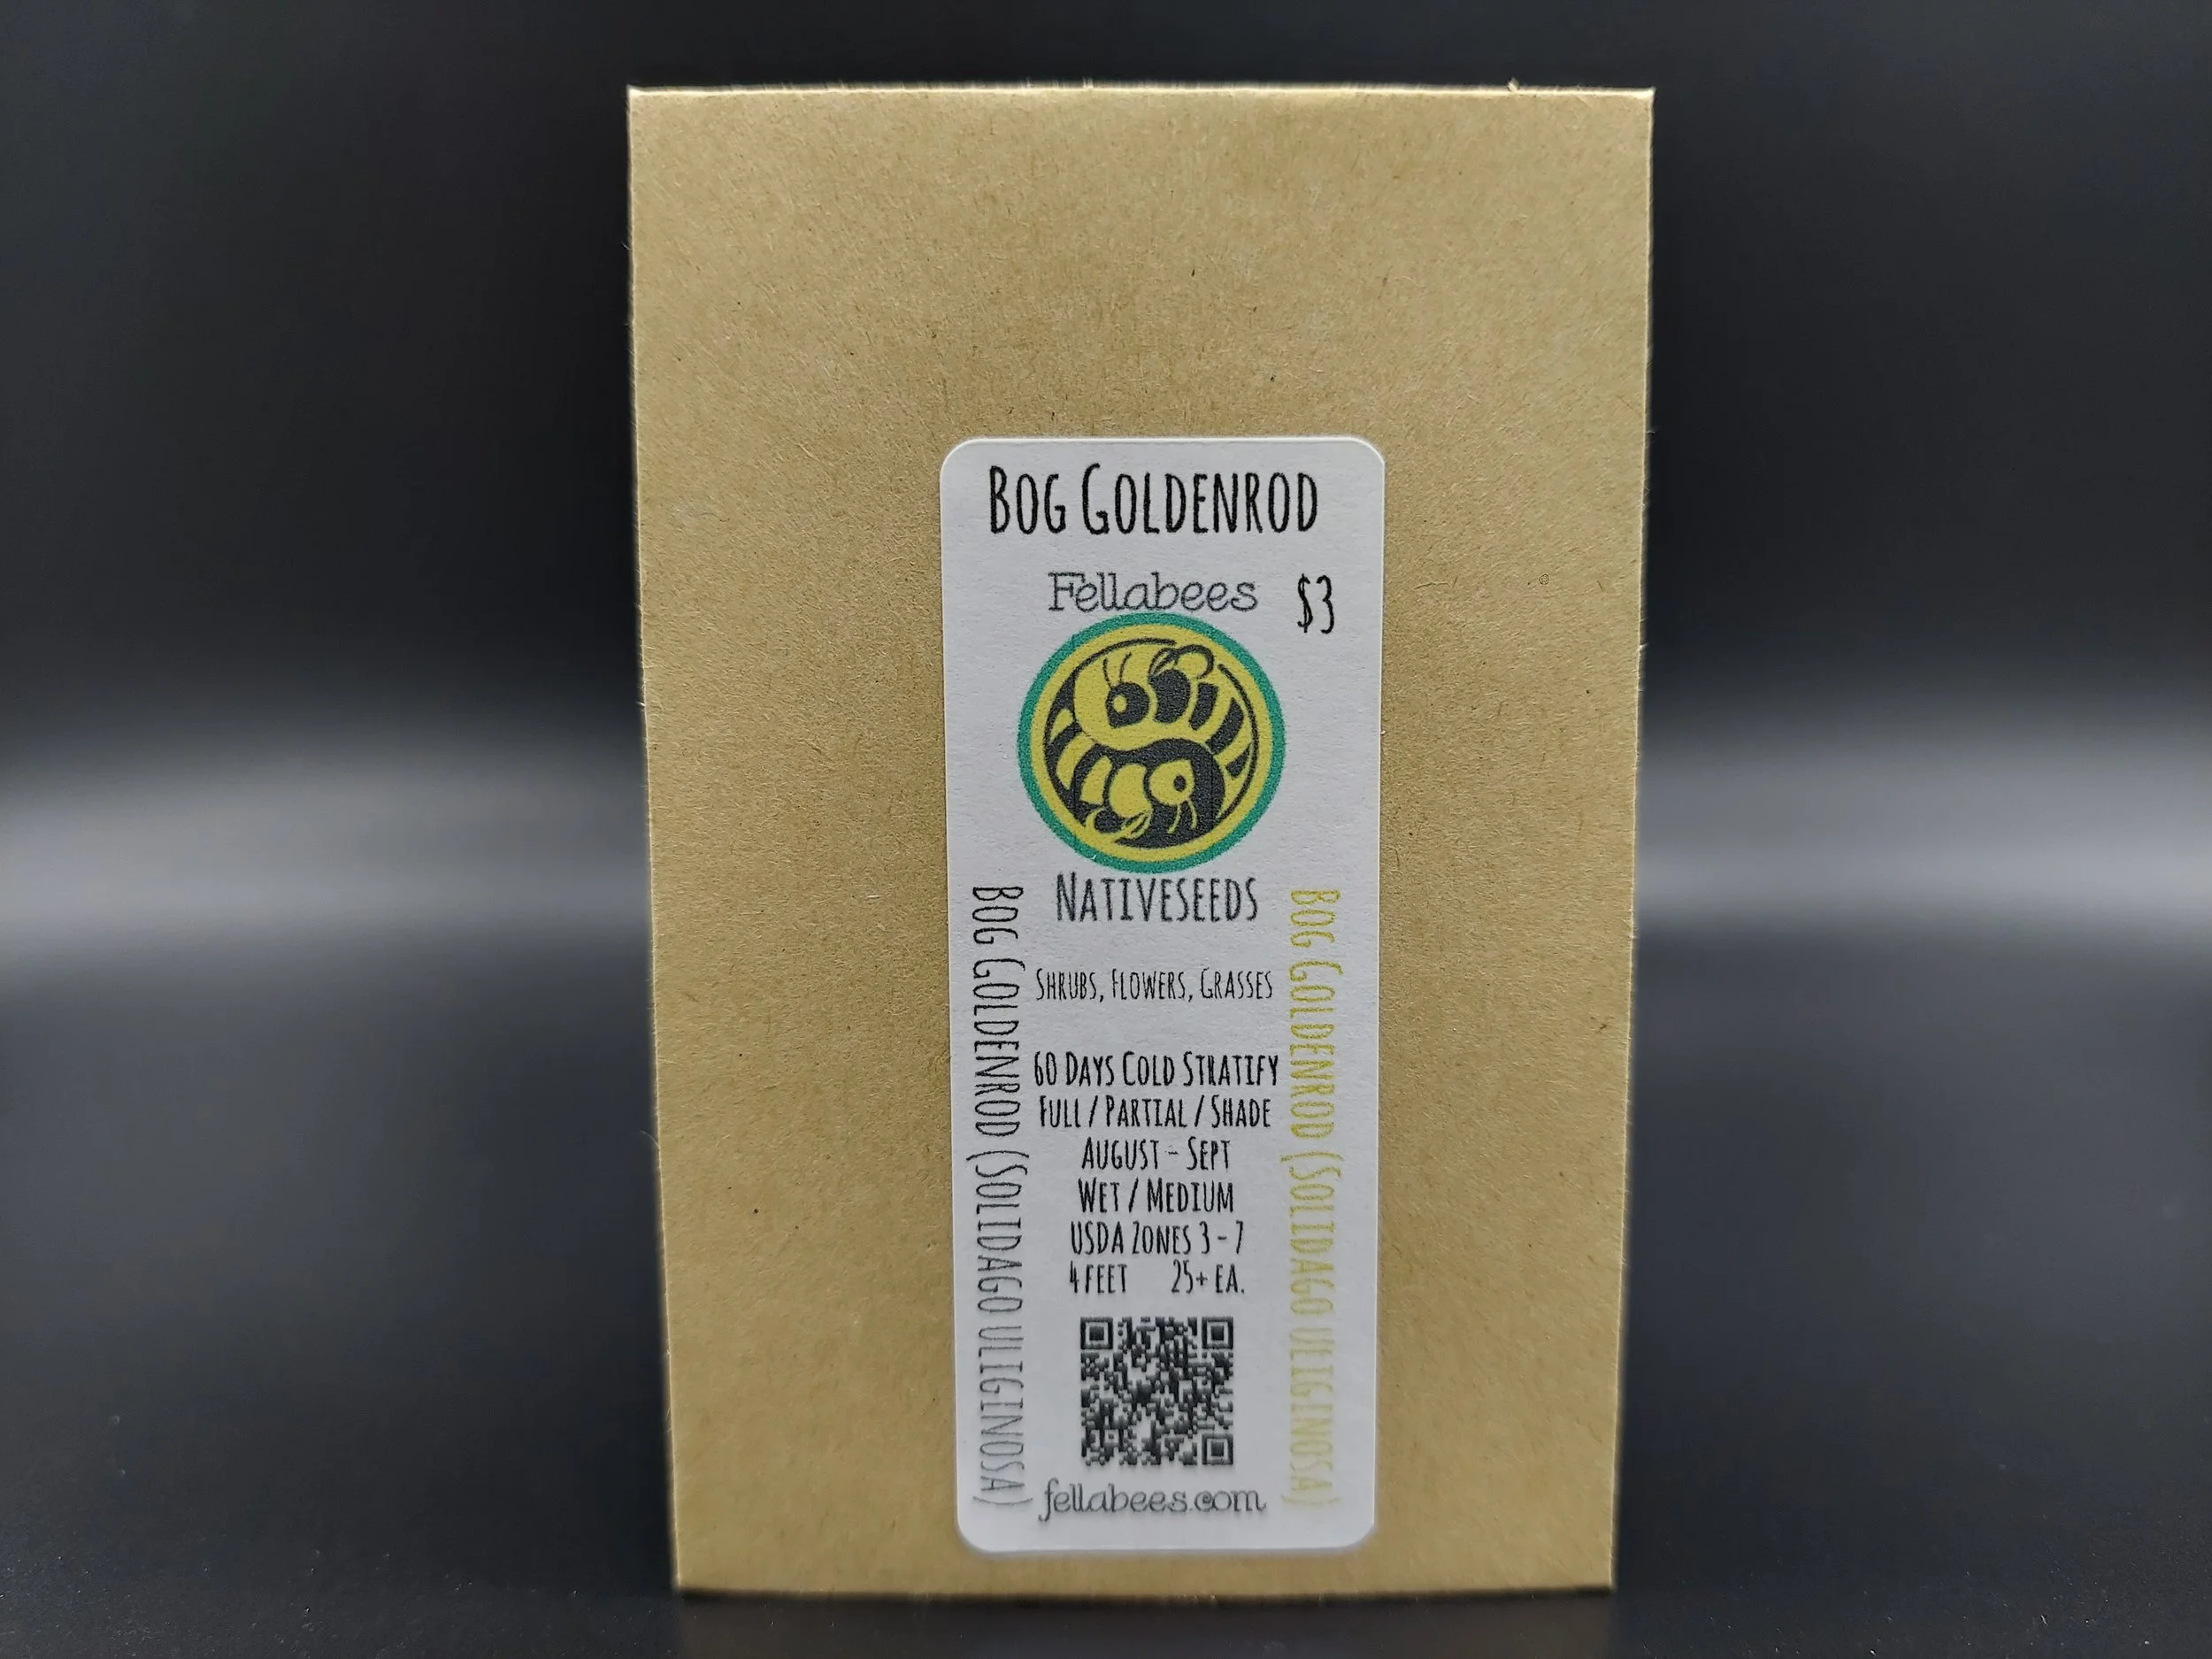 Bog Goldenrod
Fellabees
$3
Nativeseeds
Shrubs, Flowers, Grasses
60 Days Cold Stratify
Full / Partial / Shade
August - Sept
Wet / Medium
USDA Zones 3 - 7
4 feet 25+ ea.
fellabees.com
Bog Goldenrod (Solidago uliginosa)
Bog Goldenrod (Solidago uliginosa)